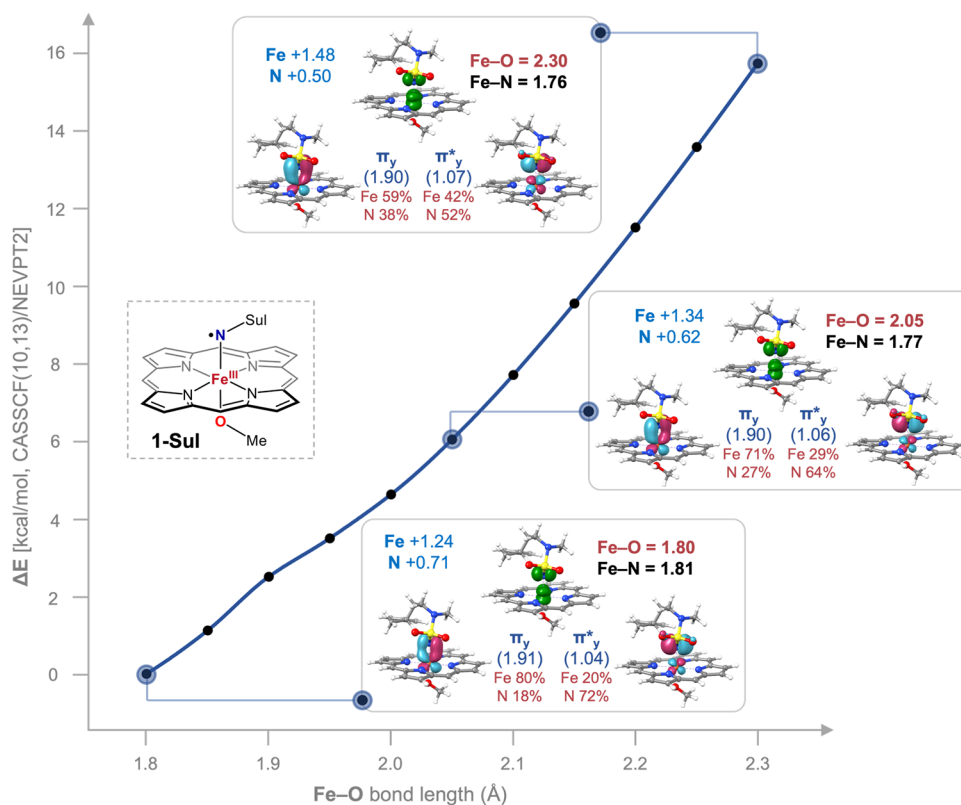 ΔE [kcal/mol, CASSCF(10,13)/NEVPT2]
16
14
12
10
8
6
4
2
0
Fe +1.48
N +0.50
Fe–O = 2.30
Fe–N = 1.76
πy π*y
(1.90) (1.07)
Fe 59% Fe 42%
N 38% N 52%
Fe +1.34
N +0.62
Fe–O = 2.05
Fe–N = 1.77
πy π*y
(1.90) (1.06)
Fe 71% Fe 29%
N 27% N 64%
Sul
•N
N N
FeIII
N N
O Me
1-Sul
Fe +1.24
N +0.71
Fe–O = 1.80
Fe–N = 1.81
πy π*y
(1.91) (1.04)
Fe 80% Fe 20%
N 18% N 72%
1.8 1.9 2.0 2.1 2.2 2.3
Fe–O bond length (Å)